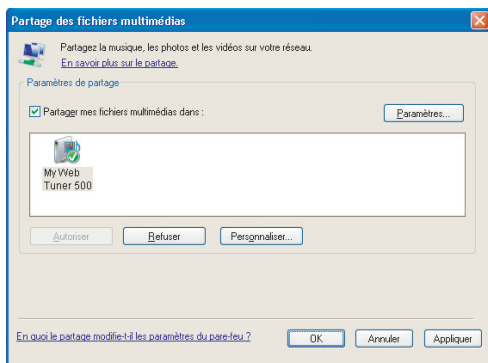 Partage des fichiers multimédias
Partagez la musique, les photos et les vidéos sur votre réseau.
En savoir plus sur le partage.
Paramètres de partage
Partager mes fichiers multimédias dans :
Paramètres...
My Web
Tuner 500
Autoriser
Refuser
Personnaliser...
En quoi le partage modifie-t-il les paramètres du pare-feu ?
OK
Annuler
Appliquer